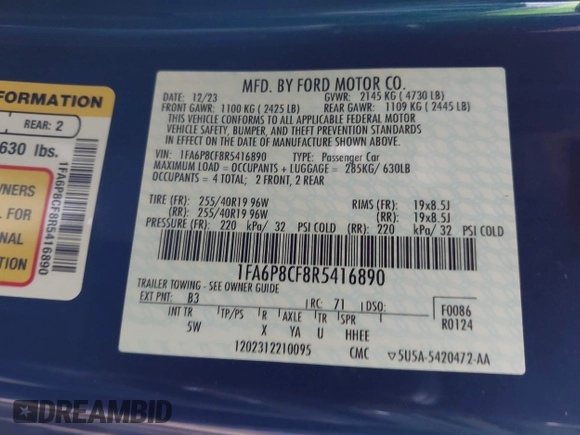 MFD. BY FORD MOTOR CO.
DATE: 12/23 GVWR: 2145 KG ( 4730 LB)
FRONT GAWR: 1100 KG ( 2425 LB) REAR GAWR: 1109 KG ( 2445 LB)
THIS VEHICLE CONFORMS TO ALL APPLICABLE FEDERAL MOTOR
VEHICLE SAFETY, BUMPER, AND THEFT PREVENTION STANDARDS
IN EFFECT ON THE DATE OF MANUFACTURE SHOWN ABOVE.
VIN: 1FA6P8CF8R5416890 TYPE: Passenger Car
MAXIMUM LOAD = OCCUPANTS + LUGGAGE = 285KG/ 630LB
OCCUPANTS = 4 TOTAL; 2 FRONT, 2 REAR
TIRE (FR): 255/40R19 96W RIMS (FR): 19x8.5J
(RR): 255/40R19 96W (RR): 19x8.5J
PRESSURE (FR): 220 kPa/ 32 PSI COLD (RR): 220 kPa/ 32 PSI COLD
1FA6P8CF8R5416890
TRAILER TOWING - SEE OWNER GUIDE
EXT PNT: B3 RC: 71 DSO:
INT TR TP/PS R AXLE TR SPR
5W X YA U HHEE
F0086
R0124
1202312210095 CMC ▽5U5A-5420472-AA
FORMATION
REAR: 2
630 lbs.
WNERS
L FOR
ONAL
ATION
1FA6P8CF8R5416890
DREAMBID